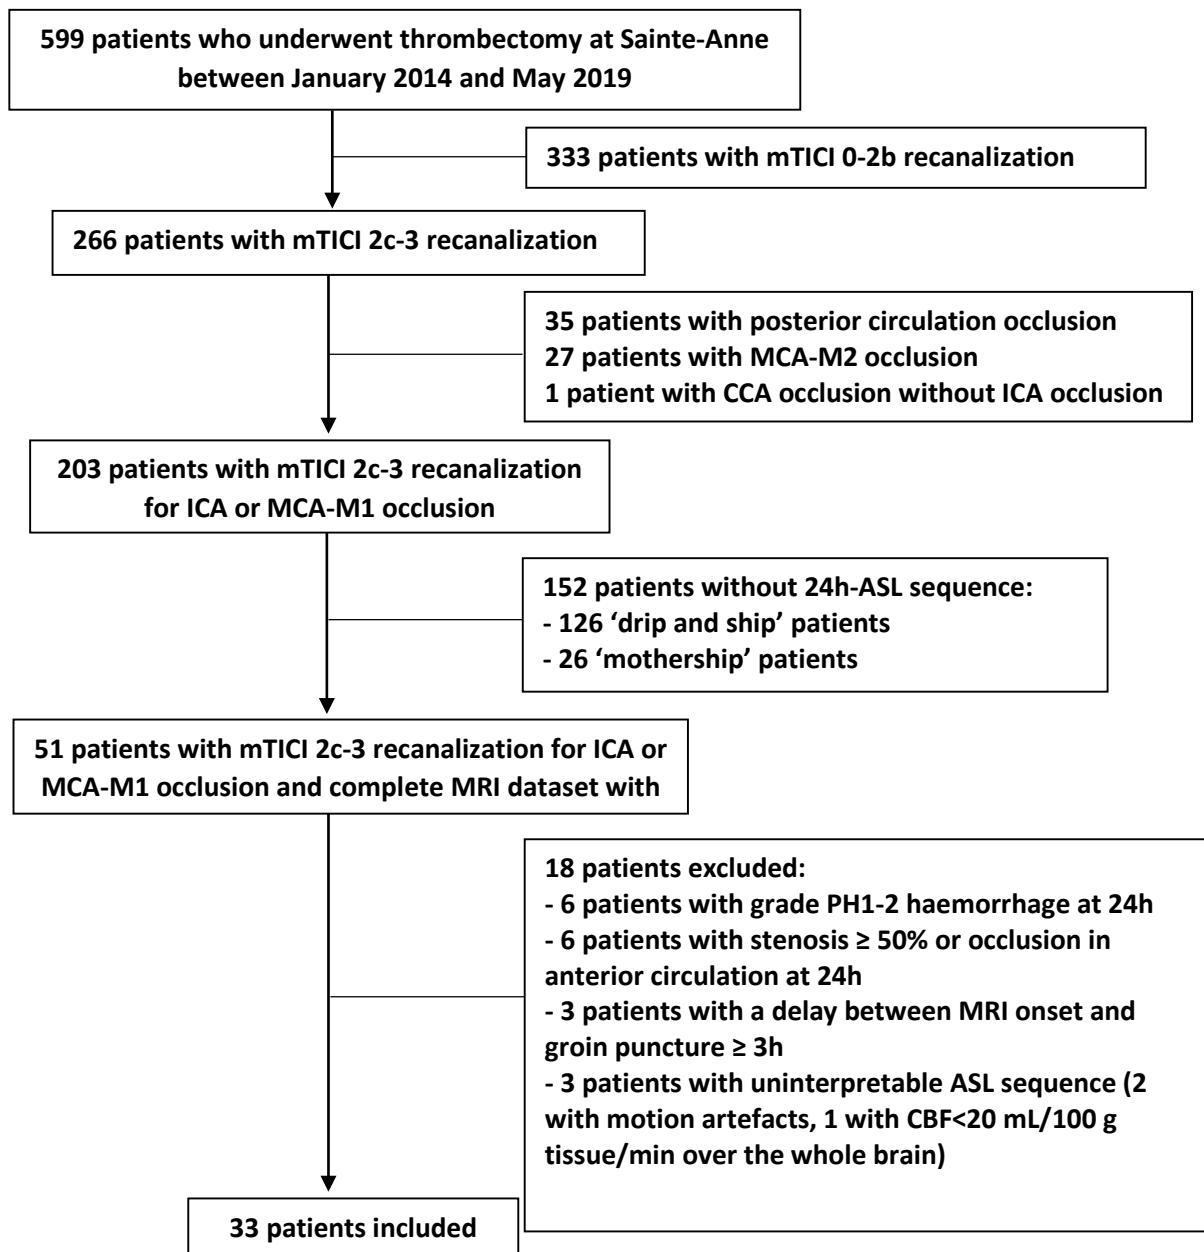 599 patients who underwent thrombectomy at Sainte-Anne
between January 2014 and May 2019
333 patients with mTICI 0-2b recanalization
266 patients with mTICI 2c-3 recanalization
35 patients with posterior circulation occlusion
27 patients with MCA-M2 occlusion
1 patient with CCA occlusion without ICA occlusion
203 patients with mTICI 2c-3 recanalization
for ICA or MCA-M1 occlusion
152 patients without 24h-ASL sequence:
- 126 ‘drip and ship’ patients
- 26 ‘mothership’ patients
51 patients with mTICI 2c-3 recanalization for ICA or
MCA-M1 occlusion and complete MRI dataset with
18 patients excluded:
- 6 patients with grade PH1-2 haemorrhage at 24h
- 6 patients with stenosis ≥ 50% or occlusion in
anterior circulation at 24h
- 3 patients with a delay between MRI onset and
groin puncture ≥ 3h
- 3 patients with uninterpretable ASL sequence (2
with motion artefacts, 1 with CBF<20 mL/100 g
tissue/min over the whole brain)
33 patients included